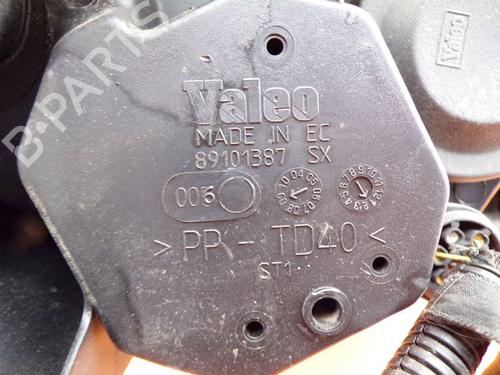 Valeo
MADE IN EC
89101387 SX
006
>PP-TD40<
ST1··
Valeo
B-PARTS